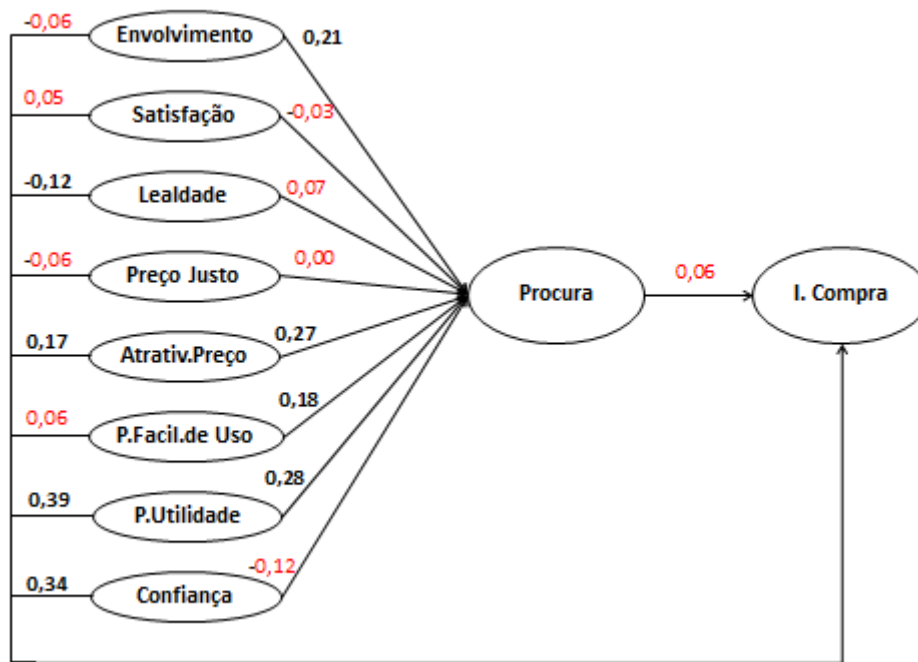 -0,06
Envolvimento
0,21
0,05
Satisfação
-0,03
-0,12
Lealdade
0,07
-0,06
Preço Justo
0,00
Procura
0,06
I. Compra
0,17
Atrativ.Preço
0,27
0,06
P.Facil.de Uso
0,18
0,39
P.Utilidade
0,28
0,34
Confiança
-0,12